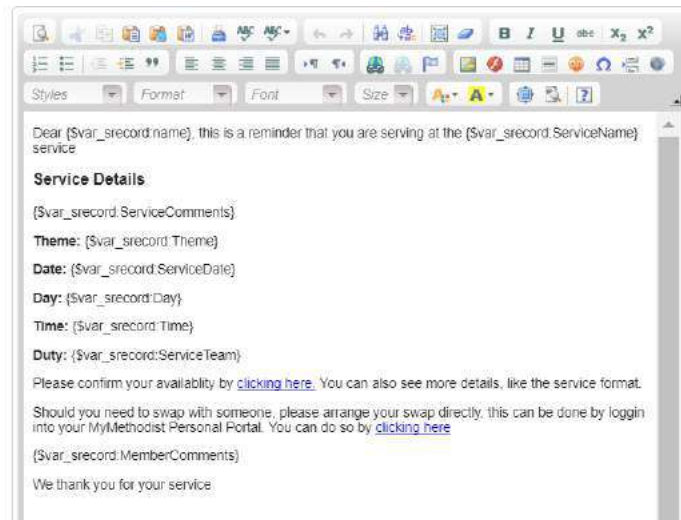 B I U abc X₂ X²
Styles Format Font Size A A
Dear {$var_srecord:name}, this is a reminder that you are serving at the {$var_srecord:ServiceName}
service
Service Details
{$var_srecord:ServiceComments}
Theme: {$var_srecord:Theme}
Date: {$var_srecord:ServiceDate}
Day: {$var_srecord:Day}
Time: {$var_srecord:Time}
Duty: {$var_srecord:ServiceTeam}
Please confirm your availablity by clicking here. You can also see more details, like the service format.
Should you need to swap with someone, please arrange your swap directly, this can be done by loggin
into your MyMethodist Personal Portal. You can do so by clicking here
{$var_srecord:MemberComments}
We thank you for your service